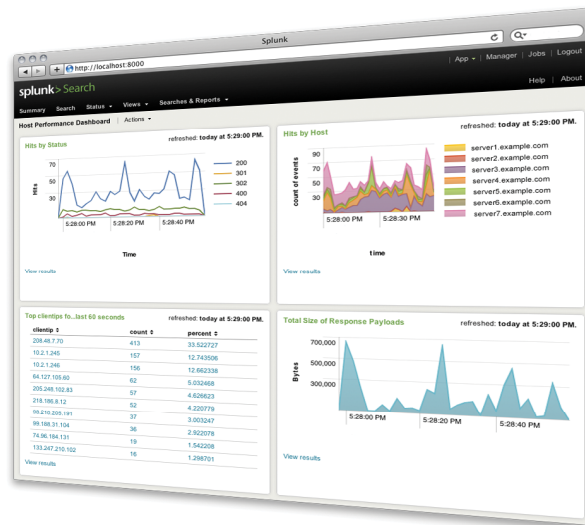 Splunk
http://localhost:8000
Q
App | Manager | Jobs | Logout
splunk>Search
Help | About
Summary Search Status Views Searches & Reports
Host Performance Dashboard | Actions
Hits by Status
refreshed: today at 5:29:00 PM.
70
50
30
Hits
200
301
302
400
404
5:28:00 PM 5:28:20 PM 5:28:40 PM
Time
View results
Hits by Host
refreshed: today at 5:29:00 PM.
90
70
50
30
count of events
server1.example.com
server2.example.com
server3.example.com
server4.example.com
server5.example.com
server6.example.com
server7.example.com
5:28:00 PM 5:28:30 PM
time
View results
Top clientips fo...last 60 seconds
refreshed: today at 5:29:00 PM.
clientip count percent
208.48.7.70 413 33.522727
10.2.1.245 157 12.743506
10.2.1.246 156 12.662338
64.127.105.60 62 5.032468
205.248.102.83 57 4.626623
218.186.8.12 52 4.220779
37 3.003247
99.188.31.104 36 2.922078
74.96.184.131 19 1.542208
133.247.210.102 16 1.298701
View results
Total Size of Response Payloads
refreshed: today at 5:29:00 PM.
700,000
500,000
300,000
Bytes
5:28:00 PM 5:28:20 PM 5:28:40 PM
View results